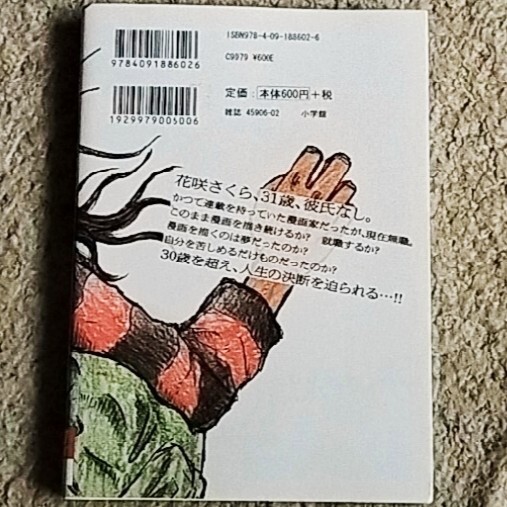 ISBN978-4-09-188602-6
C9979 ¥600E
9784091886026
定価：本体600円＋税
雑誌 45906-02 小学館
1929979005006
花咲さくら、31歳、彼氏なし。
かつて連載を持っていた漫画家だったが、現在無職。
このまま漫画を描き続けるか？ 就職するか？
漫画を描くのは夢だったのか？
自分を苦しめるだけものだったのか？
30歳を超え、人生の決断を迫られる…!!